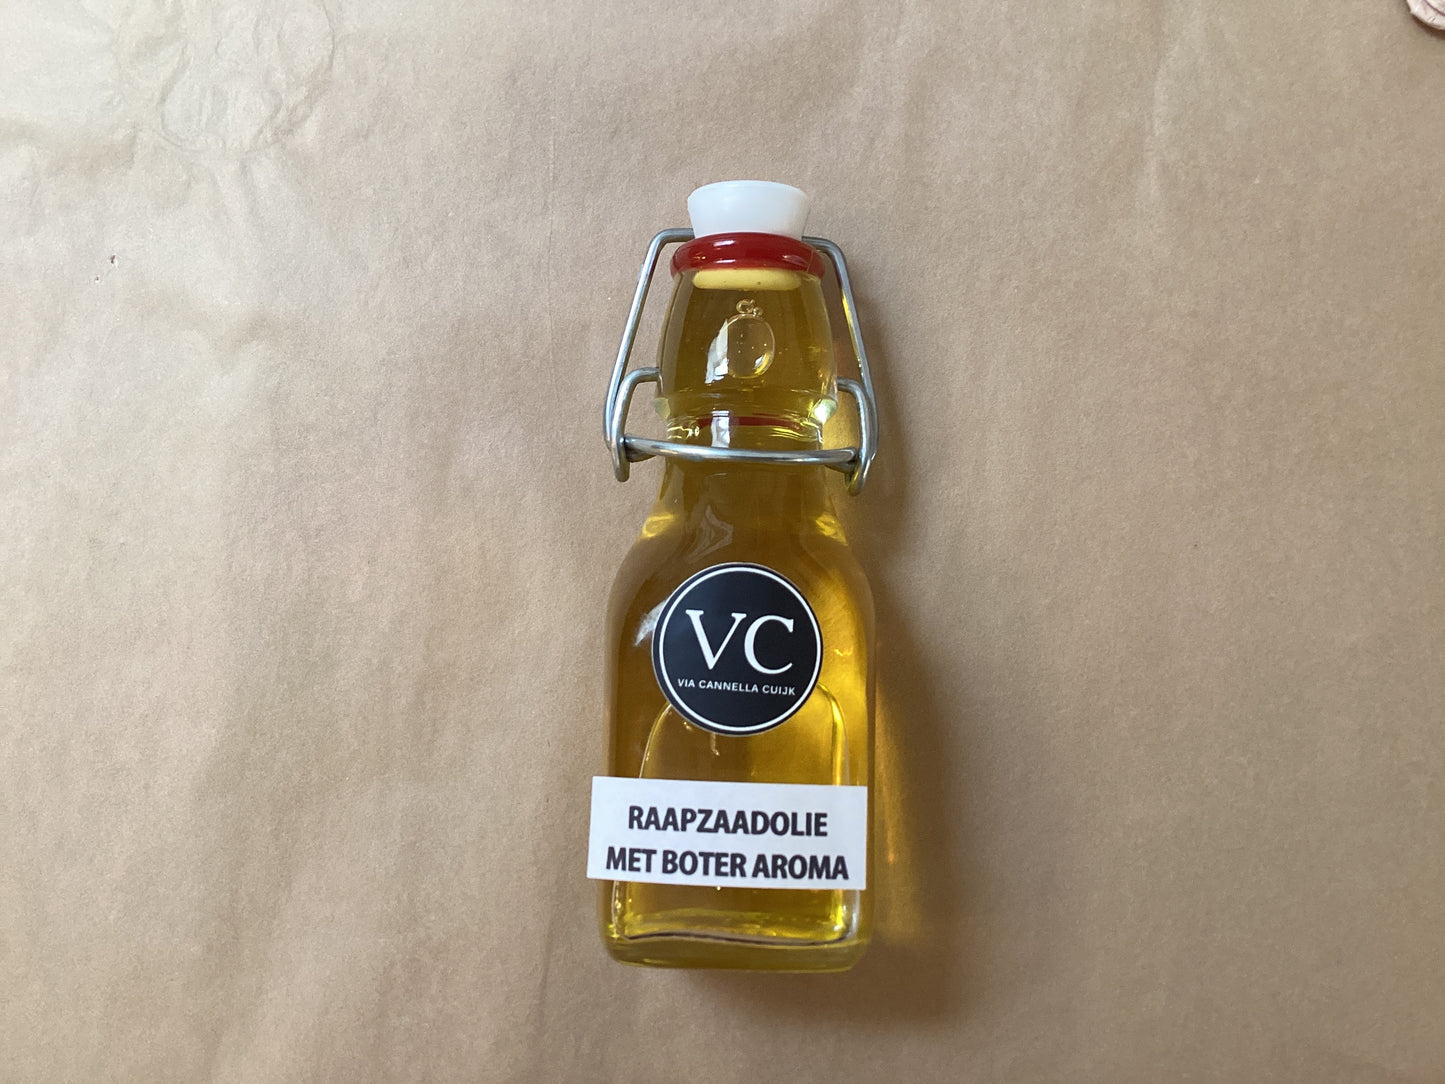 VC
VIA CANNELLA CUIJK
RAAPZAADOLIE
MET BOTER AROMA